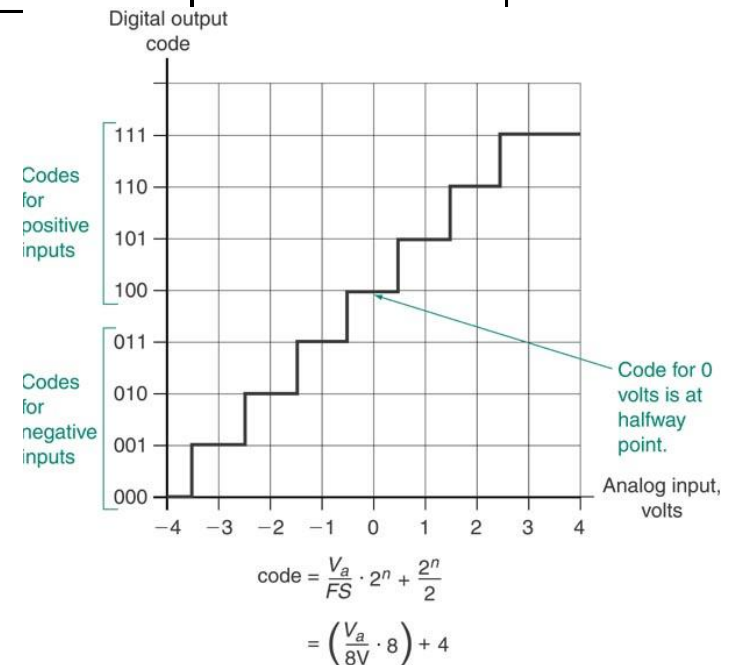 Digital output
code
111
110
101
100
011
010
001
000
Codes
for
positive
inputs
Codes
for
negative
inputs
Code for 0
volts is at
halfway
point.
Analog input,
volts
−4 −3 −2 −1 0 1 2 3 4
code = Va/FS · 2ⁿ + 2ⁿ/2
= (Va/8V · 8) + 4